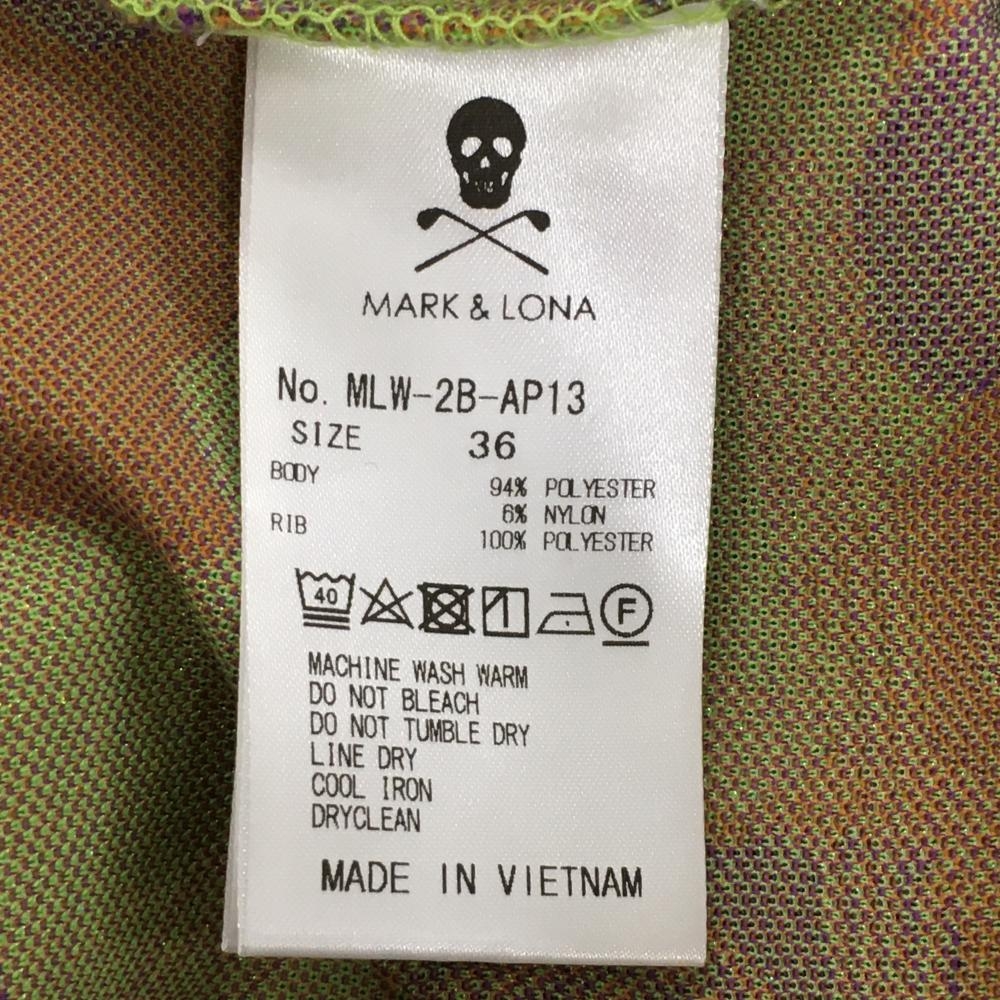 MARK & LONA
No. MLW-2B-AP13
SIZE 36
BODY
94% POLYESTER
6% NYLON
RIB
100% POLYESTER
40
F
MACHINE WASH WARM
DO NOT BLEACH
DO NOT TUMBLE DRY
LINE DRY
COOL IRON
DRYCLEAN
MADE IN VIETNAM